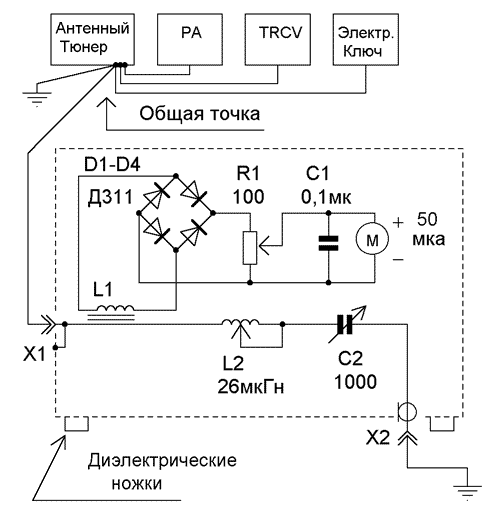 Антенный
Тюнер
PA
TRCV
Электр.
Ключ
Общая точка
D1-D4
Д311
R1
100
C1
0,1мк
М
+
50
мка
−
L1
X1
L2
26мкГн
C2
1000
X2
Диэлектрические
ножки